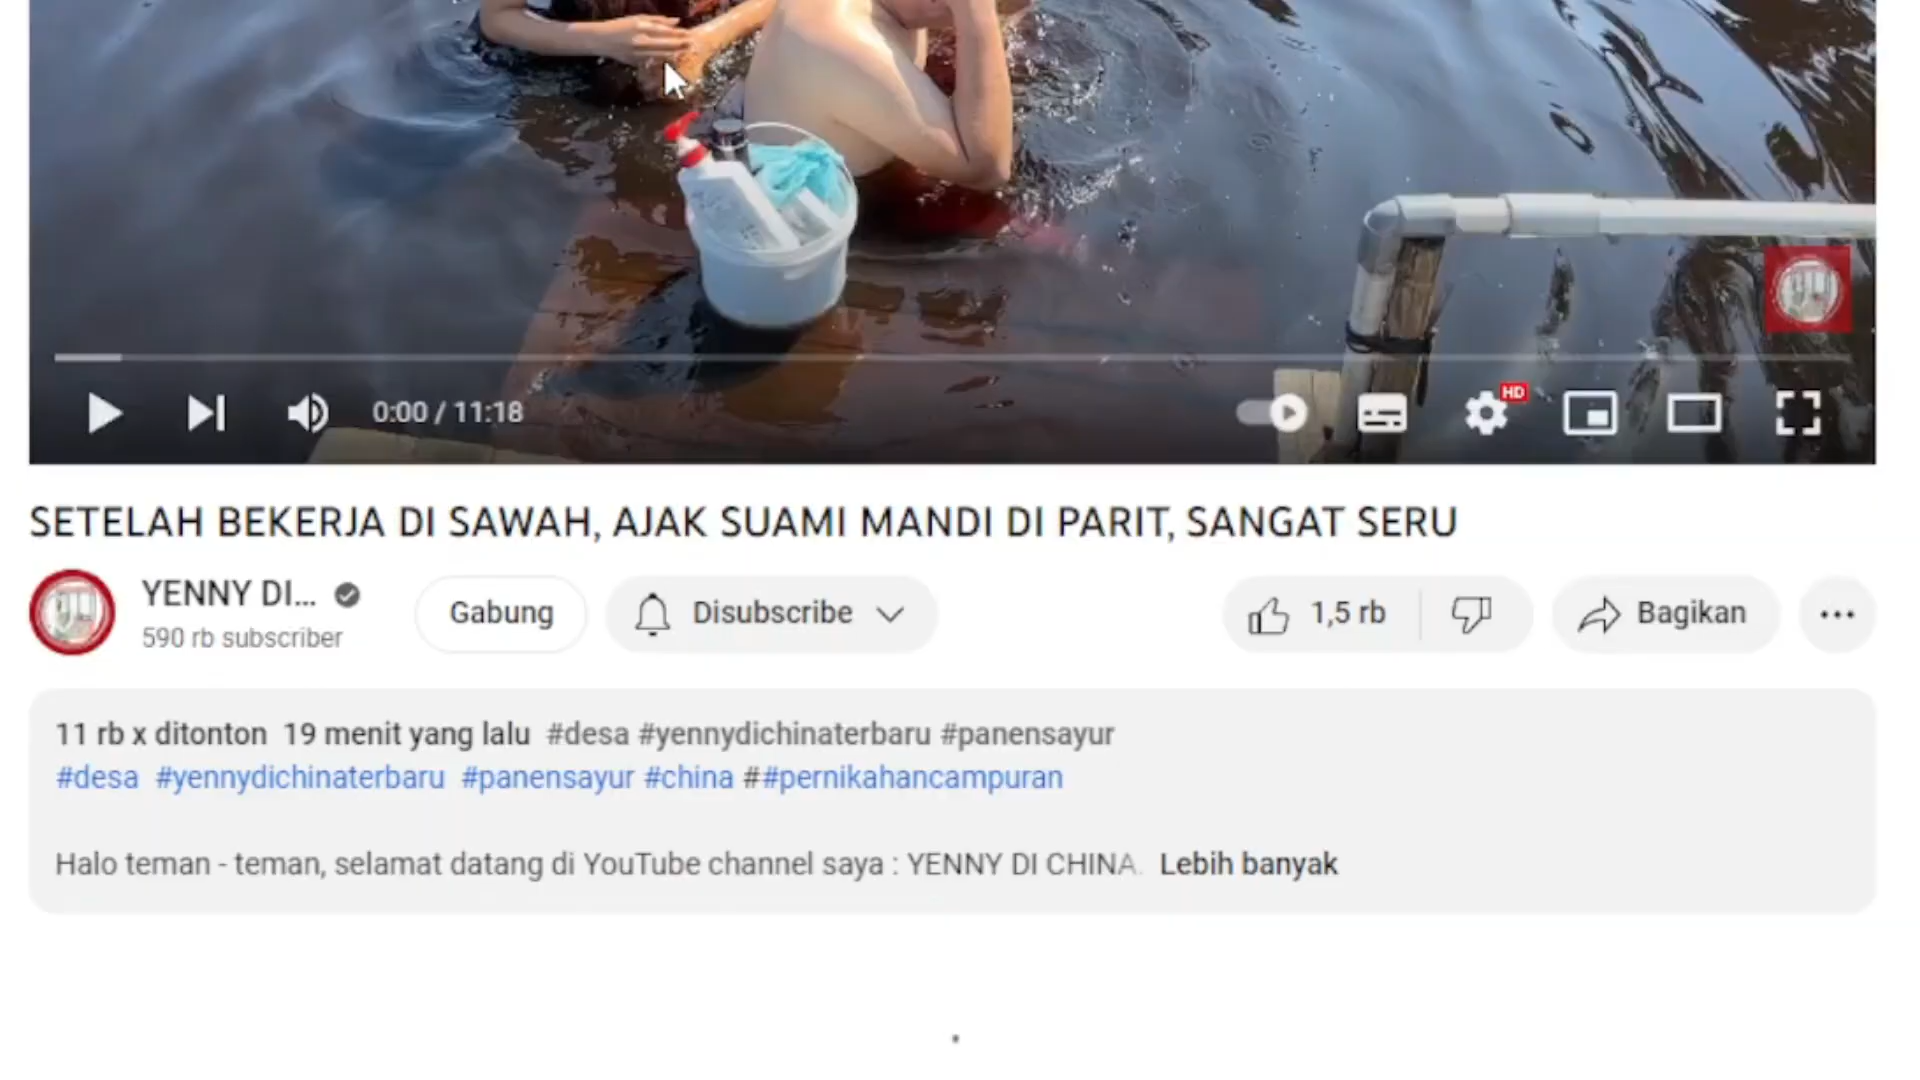 HD
0:00 / 11:18
SETELAH BEKERJA DI SAWAH, AJAK SUAMI MANDI DI PARIT, SANGAT SERU
YENNY DI...
590 rb subscriber
Gabung
Disubscribe
1,5 rb
Bagikan
11 rb x ditonton 19 menit yang lalu #desa #yennydichinaterbaru #panensayur
#desa #yennydichinaterbaru #panensayur #china ##pernikahancampuran
Halo teman - teman, selamat datang di YouTube channel saya : YENNY DI CHINA. Lebih banyak